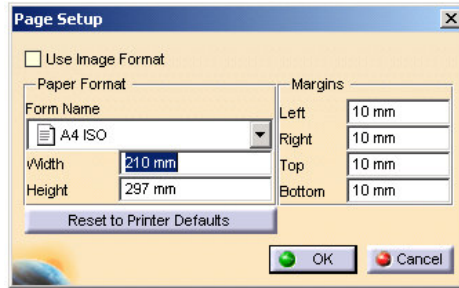 Page Setup
Use Image Format
Paper Format
Form Name
A4 ISO
Width 210 mm
Height 297 mm
Reset to Printer Defaults
Margins
Left 10 mm
Right 10 mm
Top 10 mm
Bottom 10 mm
OK Cancel